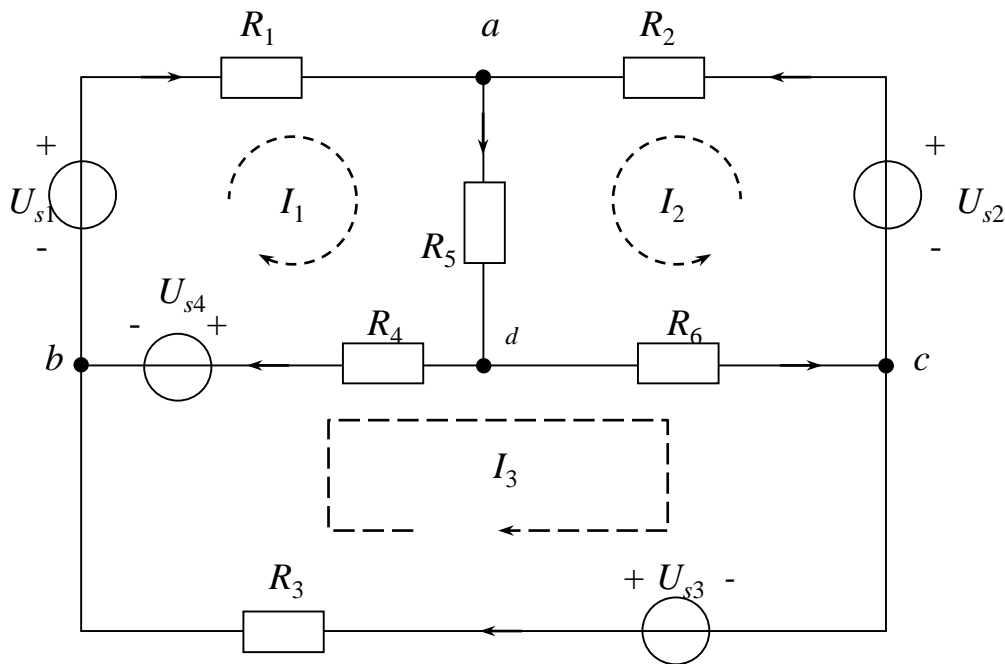 R1 a R2
+ +
Us1 I1 I2 Us2
R5
- -
Us4
- + R4 d R6
b c
I3
R3 + Us3 -